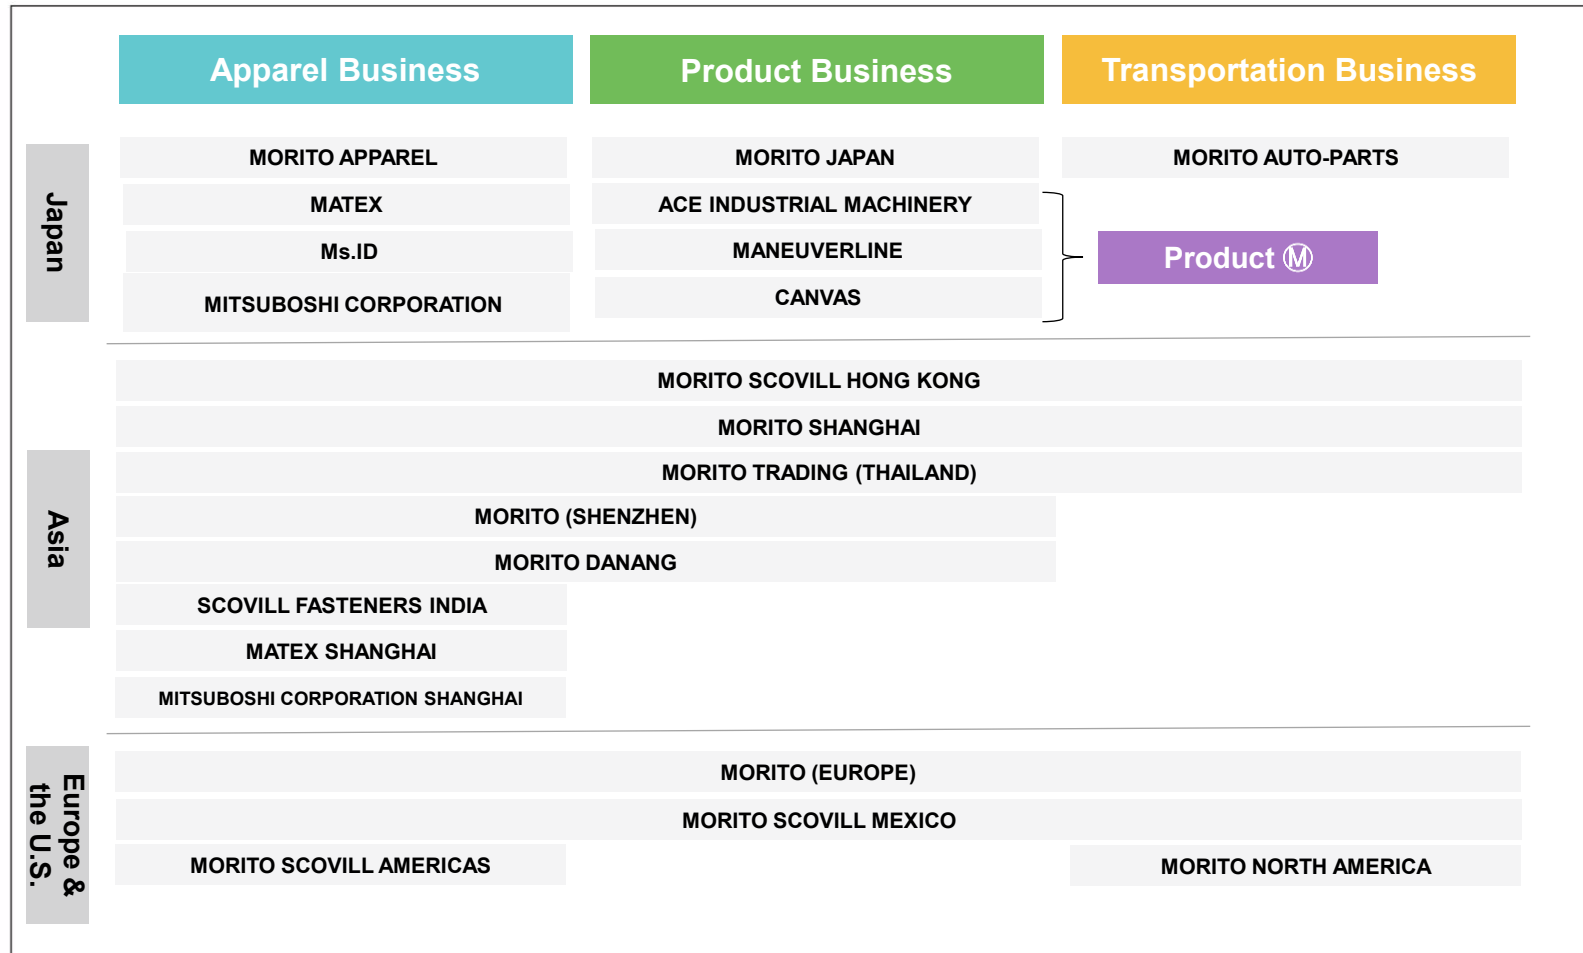 Apparel Business
Product Business
Transportation Business
Japan
MORITO APPAREL
MORITO JAPAN
MORITO AUTO-PARTS
MATEX
ACE INDUSTRIAL MACHINERY
Ms.ID
MANEUVERLINE
Product Ⓜ
MITSUBOSHI CORPORATION
CANVAS
Asia
MORITO SCOVILL HONG KONG
MORITO SHANGHAI
MORITO TRADING (THAILAND)
MORITO (SHENZHEN)
MORITO DANANG
SCOVILL FASTENERS INDIA
MATEX SHANGHAI
MITSUBOSHI CORPORATION SHANGHAI
Europe &
the U.S.
MORITO (EUROPE)
MORITO SCOVILL MEXICO
MORITO SCOVILL AMERICAS
MORITO NORTH AMERICA